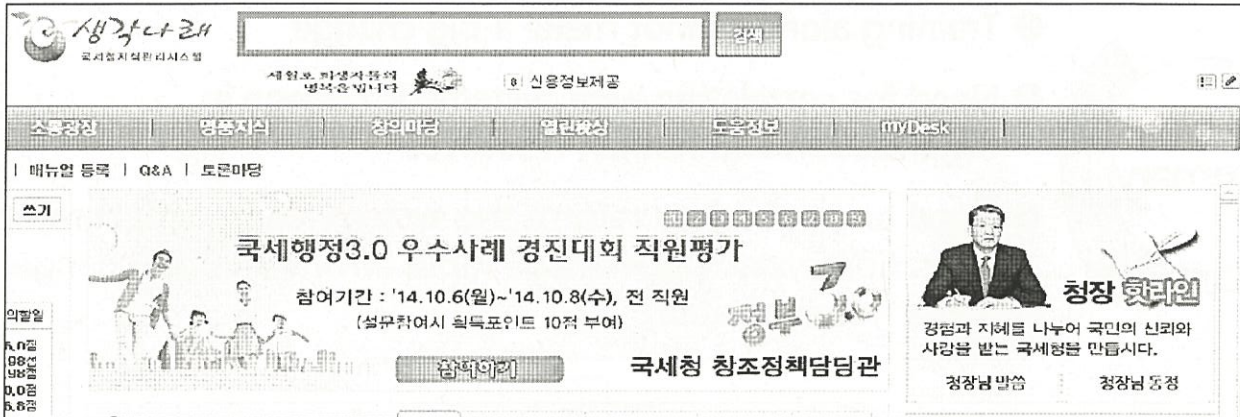 생각나래
국세청지식관리시스템
검색
세월호 희생자들의
명복을 빕니다
8 신용정보제공
소통광장 | 명품지식 | 창의마당 | 열린세상 | 도움정보 | myDesk |
| 매뉴얼 등록 | Q&A | 토론마당
쓰기
국세행정3.0 우수사례 경진대회 직원평가
참여기간 : '14.10.6(월)~'14.10.8(수), 전 직원
(설문참여시 획득포인트 10점 부여)
정부3.0
참여하기
국세청 창조정책담당관
청장 핫라인
경험과 지혜를 나누어 국민의 신뢰와
사랑을 받는 국세청을 만듭시다.
청장님 말씀
청장님 동정